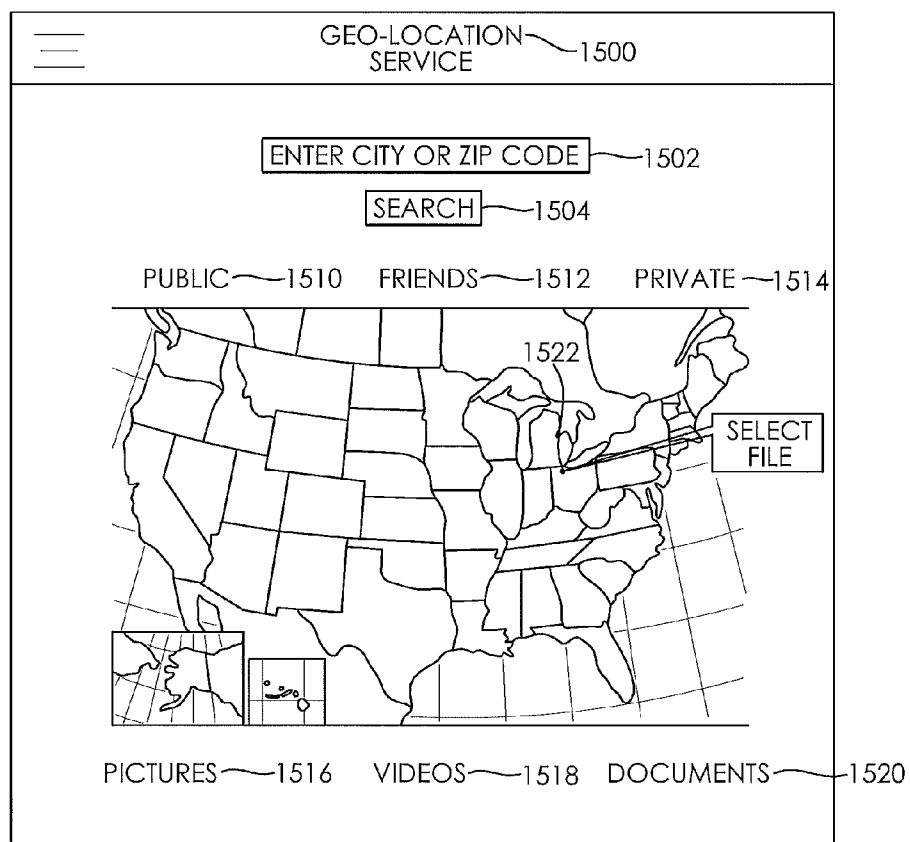 GEO-LOCATION 1500
SERVICE
ENTER CITY OR ZIP CODE 1502
SEARCH 1504
PUBLIC 1510 FRIENDS 1512 PRIVATE 1514
1522
SELECT
FILE
PICTURES 1516 VIDEOS 1518 DOCUMENTS 1520